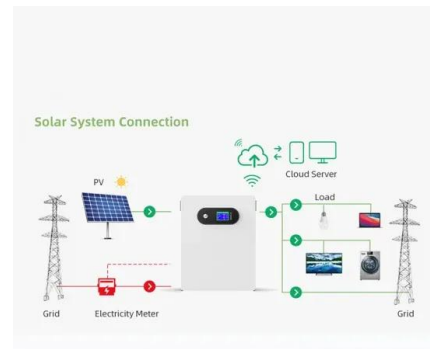 Solar System Connection
Cloud Server
PV
Load
Grid
Electricity Meter
Grid